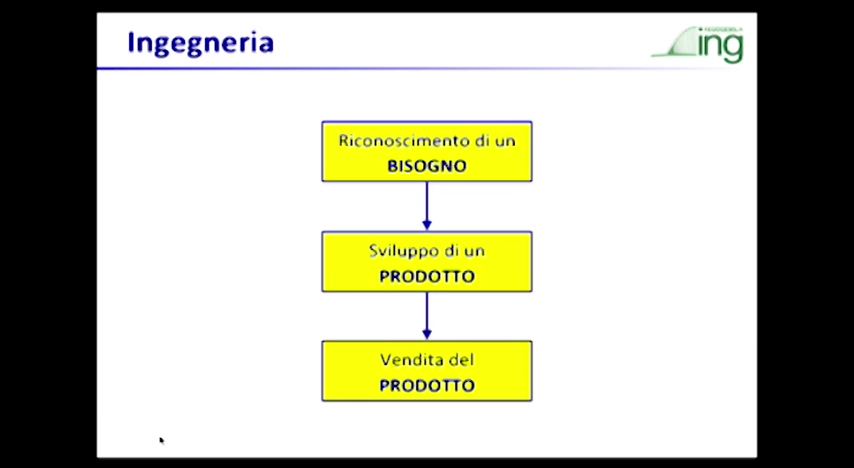 Ingegneria
ing
Riconoscimento di un
BISOGNO
Sviluppo di un
PRODOTTO
Vendita del
PRODOTTO